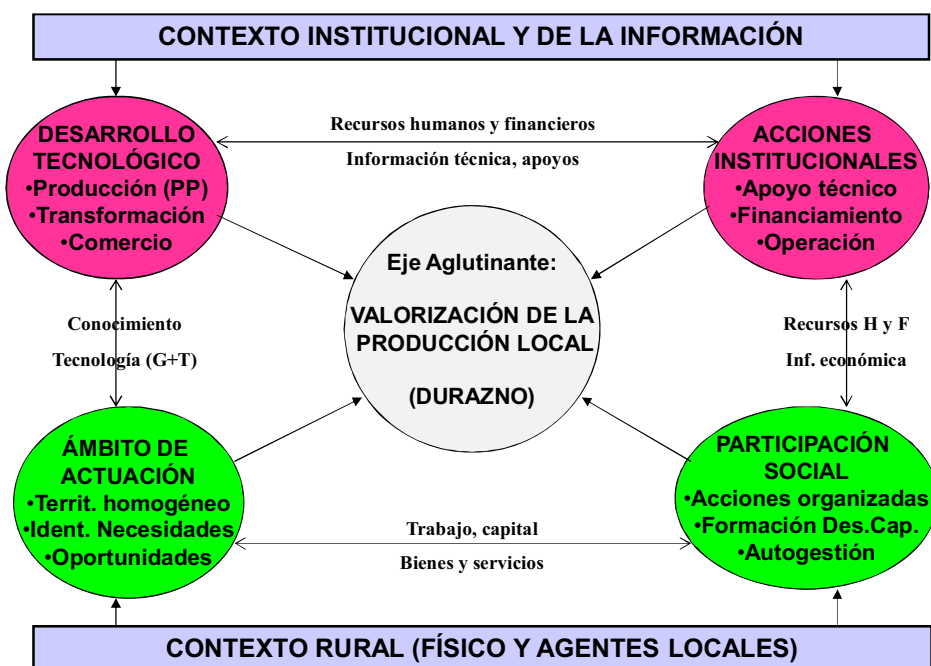 CONTEXTO INSTITUCIONAL Y DE LA INFORMACIÓN
DESARROLLO
TECNOLÓGICO
•Producción (PP)
•Transformación
•Comercio
Recursos humanos y financieros
Información técnica, apoyos
ACCIONES
INSTITUCIONALES
•Apoyo técnico
•Financiamiento
•Operación
Eje Aglutinante:
VALORIZACIÓN DE LA
PRODUCCIÓN LOCAL
(DURAZNO)
Conocimiento
Tecnología (G+T)
Recursos H y F
Inf. económica
ÁMBITO DE
ACTUACIÓN
•Territ. homogéneo
•Ident. Necesidades
•Oportunidades
Trabajo, capital
Bienes y servicios
PARTICIPACIÓN
SOCIAL
•Acciones organizadas
•Formación Des.Cap.
•Autogestión
CONTEXTO RURAL (FÍSICO Y AGENTES LOCALES)